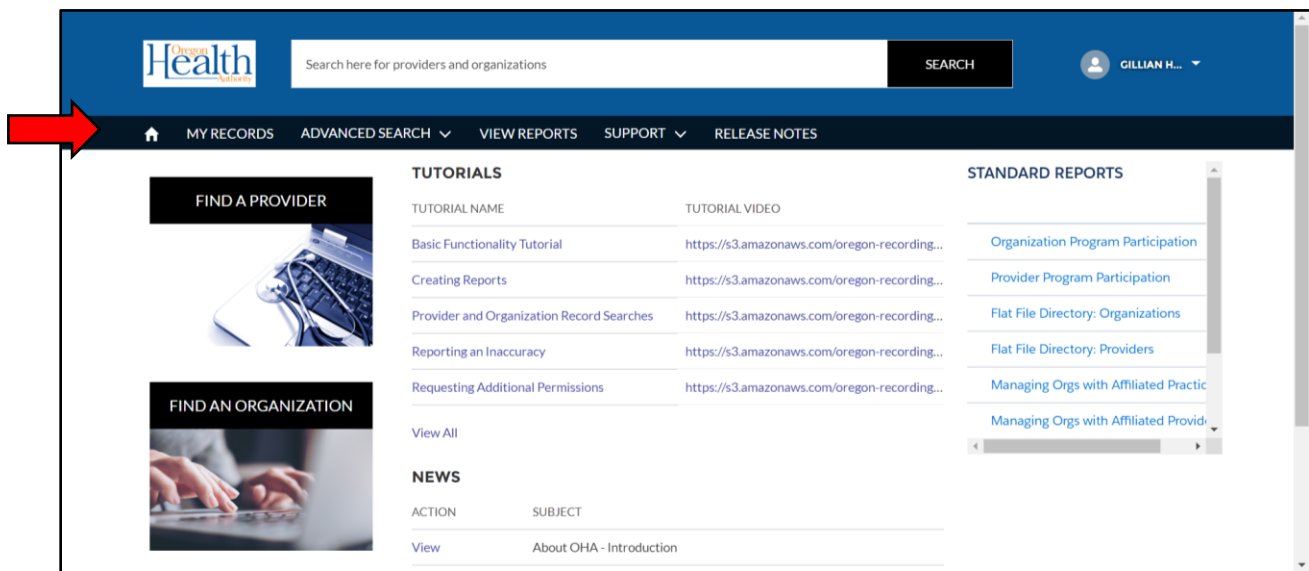 Oregon
Health
Authority
Search here for providers and organizations
SEARCH
GILLIAN H...
MY RECORDS ADVANCED SEARCH VIEW REPORTS SUPPORT RELEASE NOTES
FIND A PROVIDER
FIND AN ORGANIZATION
TUTORIALS
TUTORIAL NAME TUTORIAL VIDEO
Basic Functionality Tutorial https://s3.amazonaws.com/oregon-recording...
Creating Reports https://s3.amazonaws.com/oregon-recording...
Provider and Organization Record Searches https://s3.amazonaws.com/oregon-recording...
Reporting an Inaccuracy https://s3.amazonaws.com/oregon-recording...
Requesting Additional Permissions https://s3.amazonaws.com/oregon-recording...
View All
NEWS
ACTION SUBJECT
View About OHA - Introduction
STANDARD REPORTS
Organization Program Participation
Provider Program Participation
Flat File Directory: Organizations
Flat File Directory: Providers
Managing Orgs with Affiliated Practic
Managing Orgs with Affiliated Provid